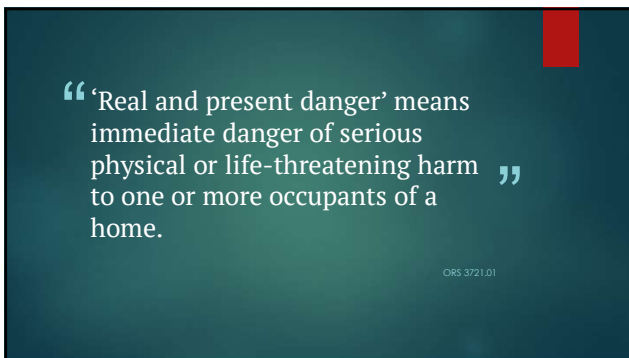 “ ‘Real and present danger’ means
immediate danger of serious
physical or life-threatening harm
to one or more occupants of a ”
home.
ORS 3721.01